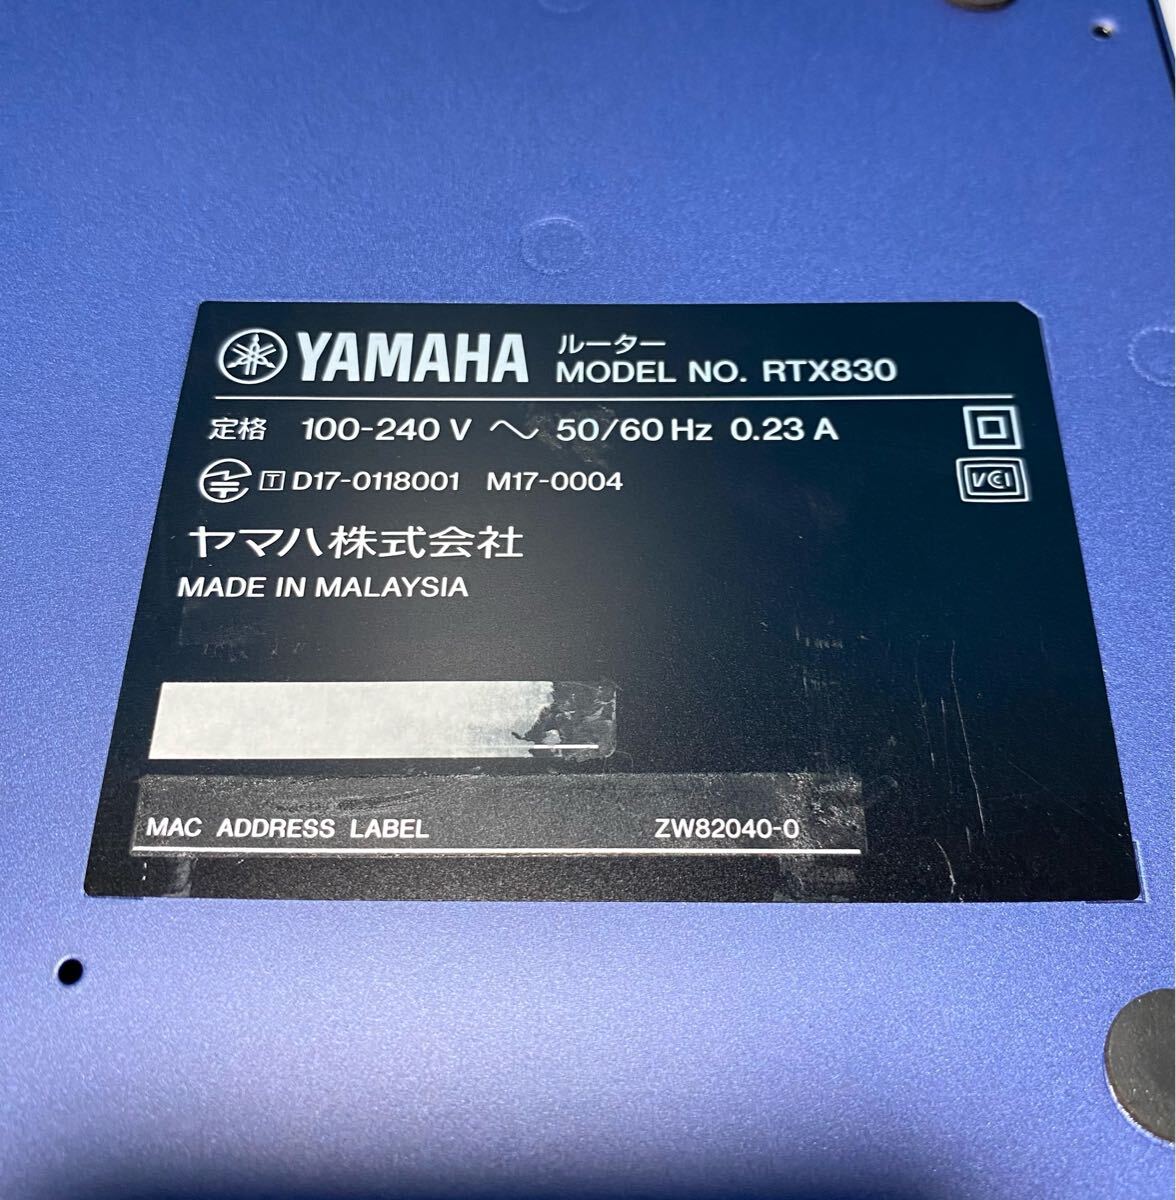 YAMAHA ルーター
MODEL NO. RTX830
定格 100-240 V 〜 50/60 Hz 0.23 A
T D17-0118001 M17-0004
VCI
ヤマハ株式会社
MADE IN MALAYSIA
MAC ADDRESS LABEL ZW82040-0